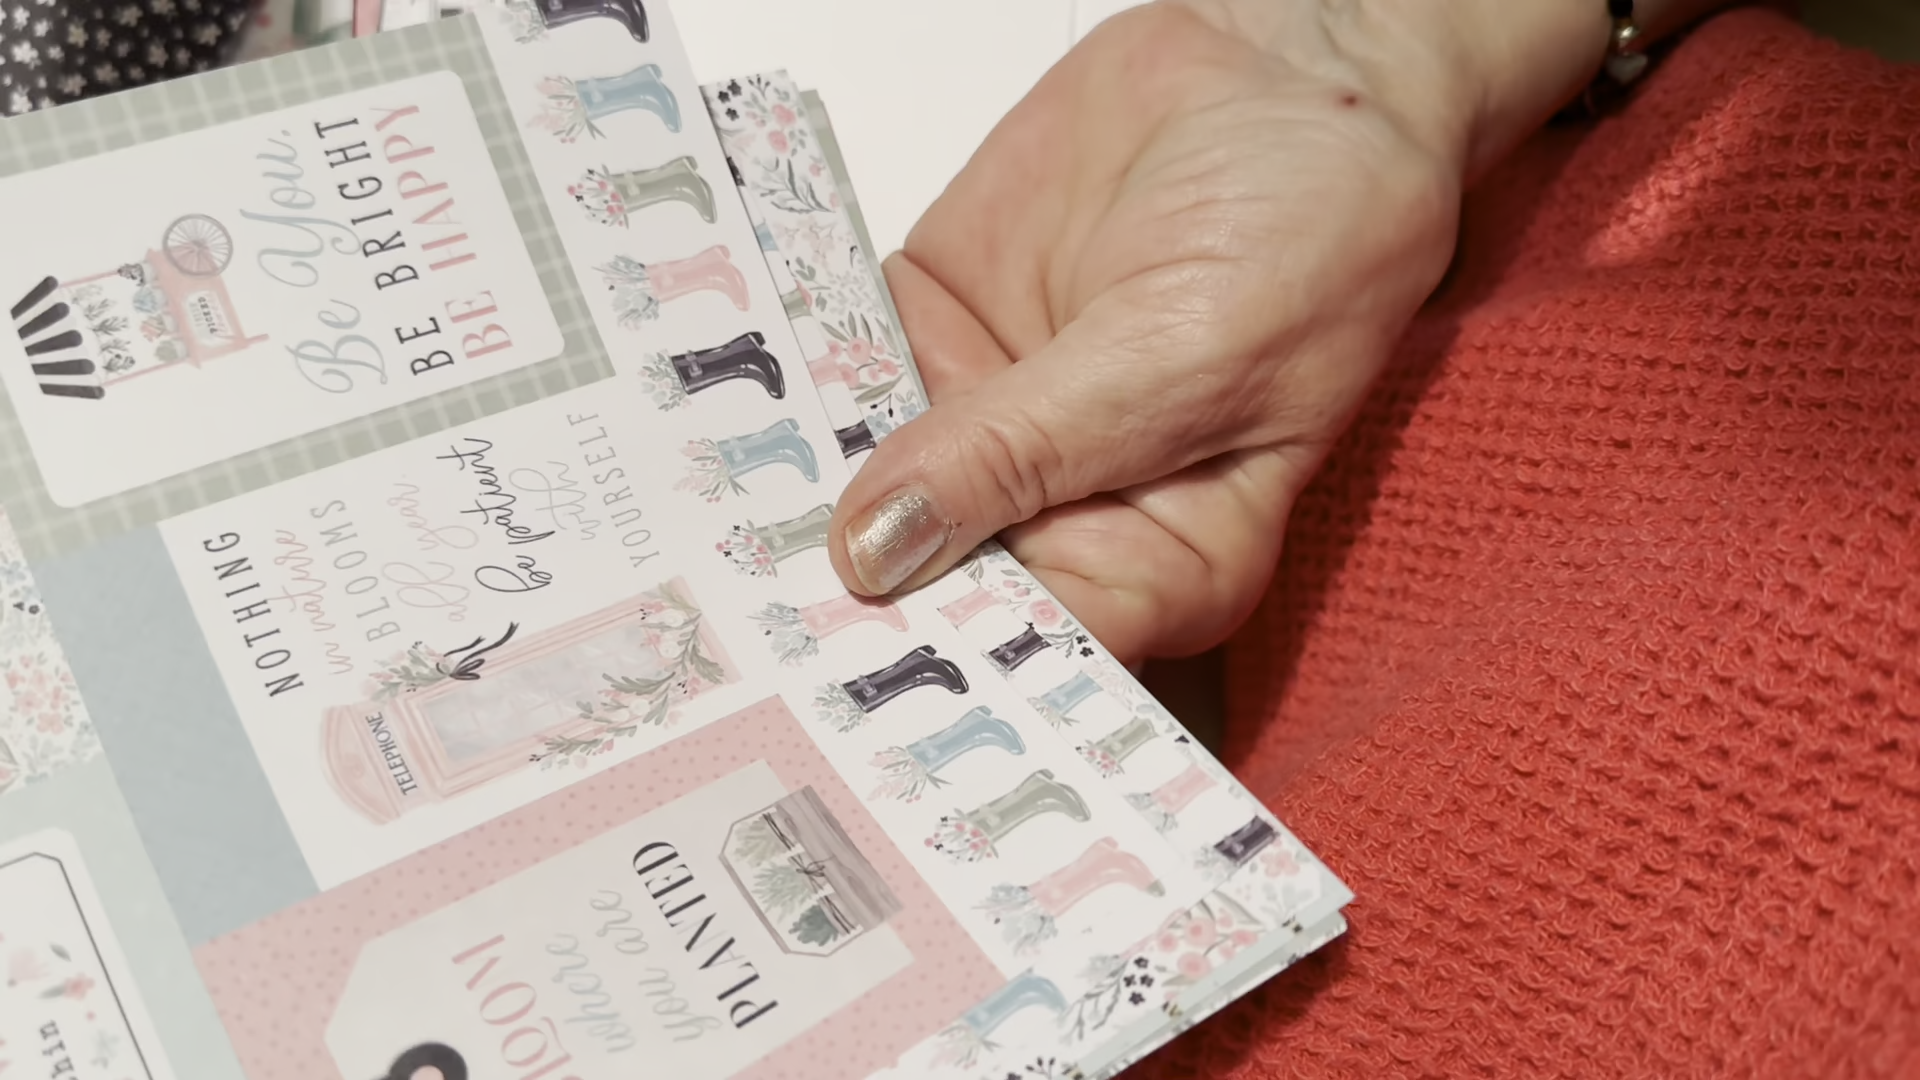 Be You.
BE BRIGHT
BE HAPPY
NOTHING
in nature
BLOOMS
all year.
be patient
with
YOURSELF
TELEPHONE
BLOOM
where
you are
PLANTED